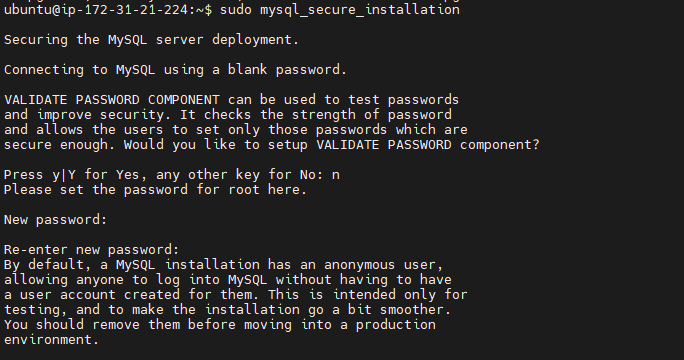 ubuntu@ip-172-31-21-224:~$ sudo mysql_secure_installation
Securing the MySQL server deployment.
Connecting to MySQL using a blank password.
VALIDATE PASSWORD COMPONENT can be used to test passwords
and improve security. It checks the strength of password
and allows the users to set only those passwords which are
secure enough. Would you like to setup VALIDATE PASSWORD component?
Press y|Y for Yes, any other key for No: n
Please set the password for root here.
New password:
Re-enter new password:
By default, a MySQL installation has an anonymous user,
allowing anyone to log into MySQL without having to have
a user account created for them. This is intended only for
testing, and to make the installation go a bit smoother.
You should remove them before moving into a production
environment.